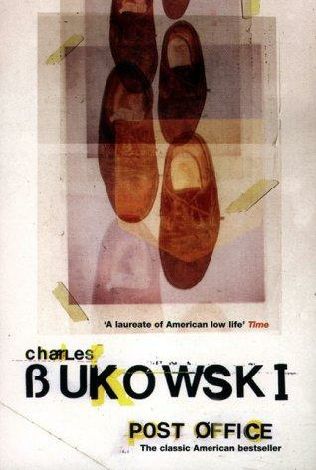 'A laureate of American low life' Time
charles
BUKOWSKI
POST OFFICE
The classic American bestseller